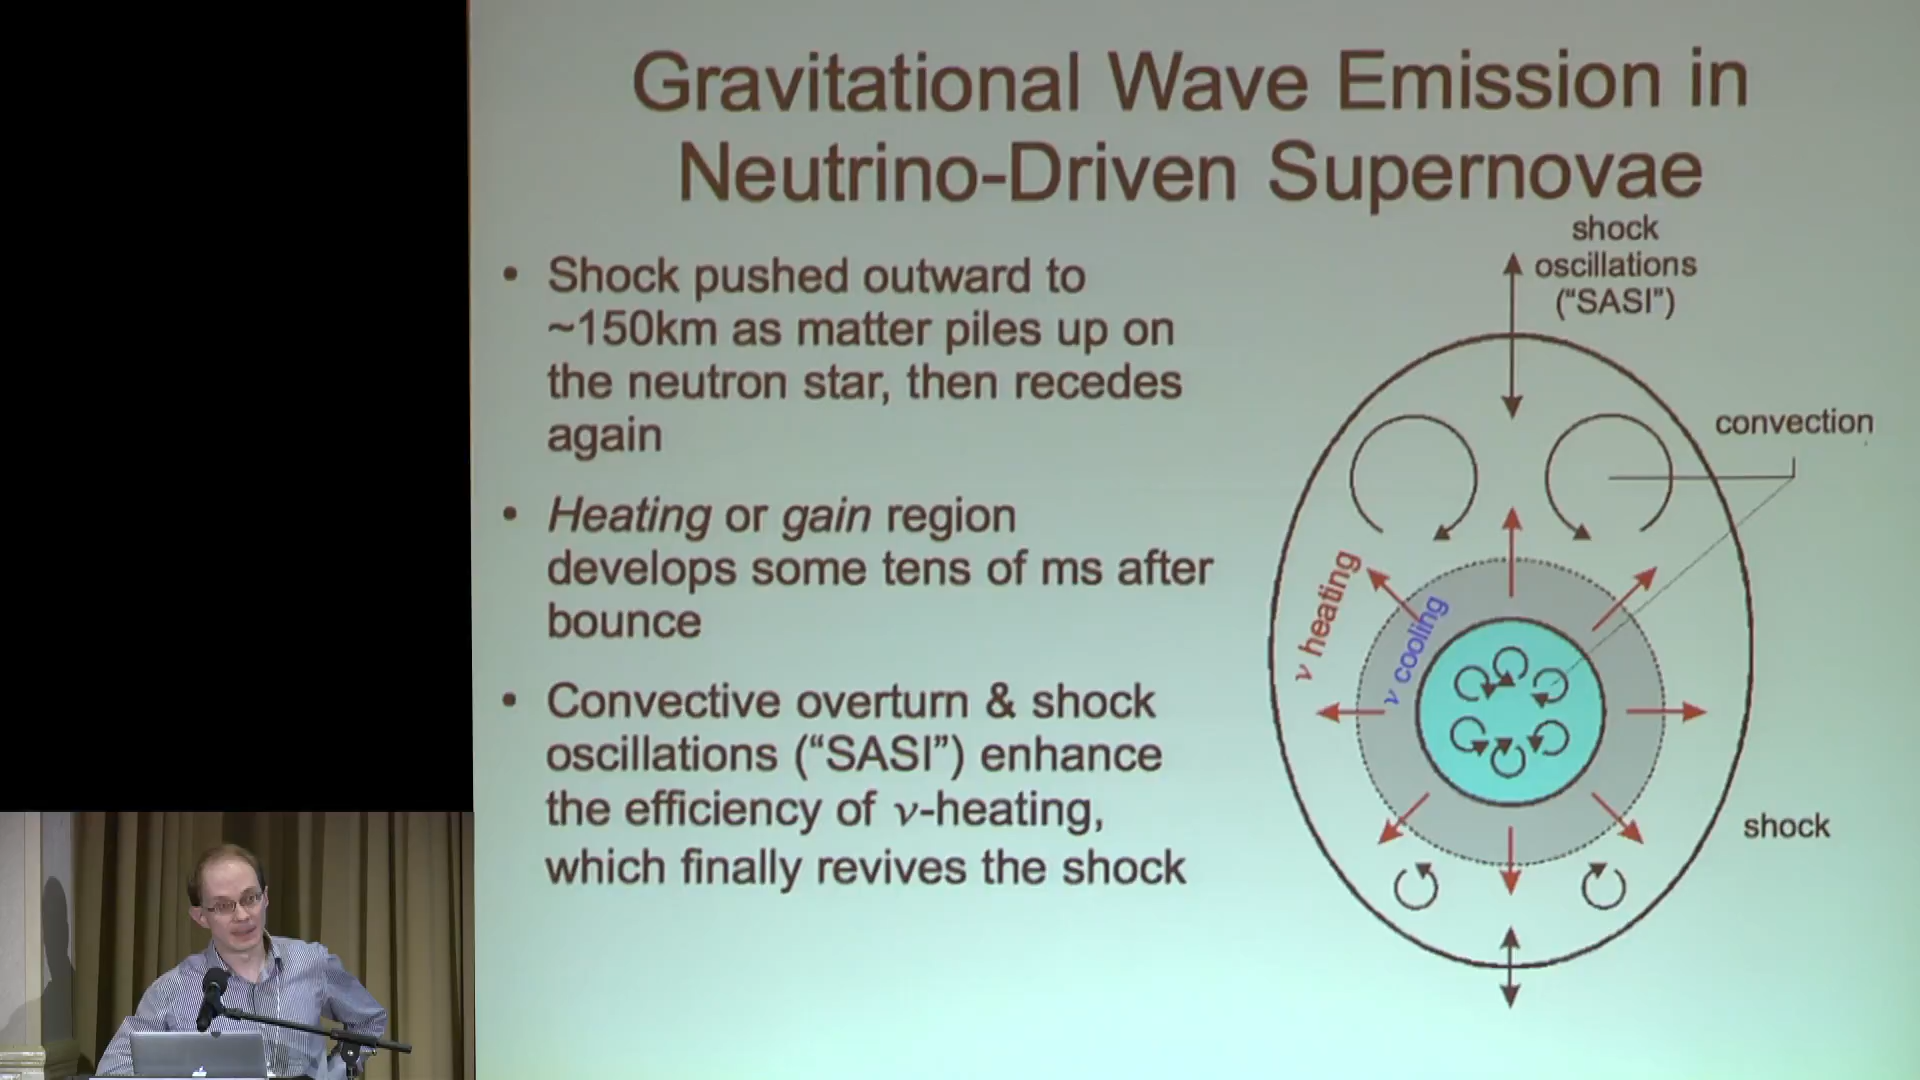 Gravitational Wave Emission in
Neutrino-Driven Supernovae
• Shock pushed outward to
~150km as matter piles up on
the neutron star, then recedes
again
• Heating or gain region
develops some tens of ms after
bounce
• Convective overturn & shock
oscillations (“SASI”) enhance
the efficiency of ν-heating,
which finally revives the shock
shock
oscillations
(“SASI”)
convection
ν heating
ν cooling
shock